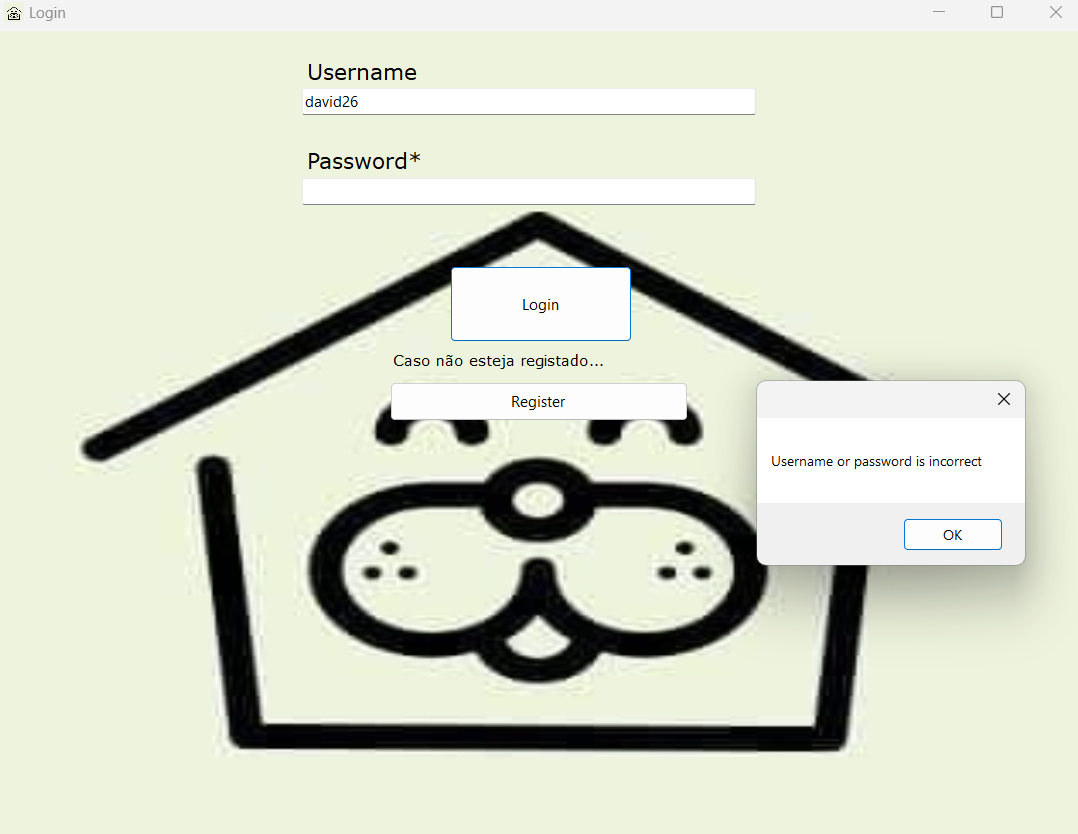 Login
Username
david26
Password*
Login
Caso não esteja registado...
Register
Username or password is incorrect
OK